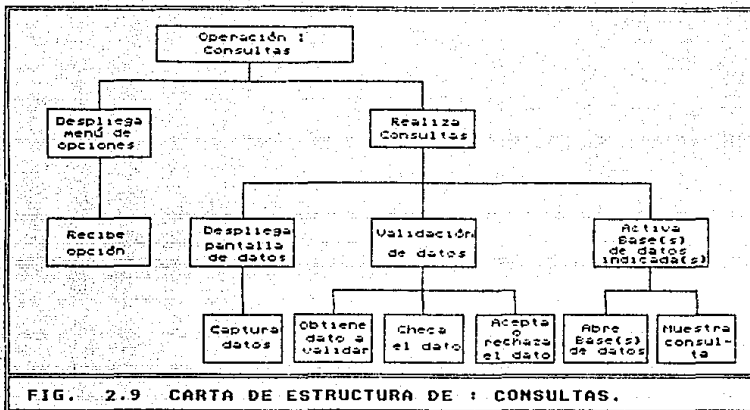 Operación :
Consultas
Despliega
menú de
opciones
Realiza
Consultas
Recibe
opción
Despliega
pantalla
de datos
Validación
de datos
Activa
Base(s)
de datos
indicada(s)
Captura
datos
Obtiene
dato a
validar
Checa
el dato
Acepta
o
rechaza
el dato
Abre
Base(s)
de datos
Muestra
consul-
ta
FIG. 2.9 CARTA DE ESTRUCTURA DE : CONSULTAS.